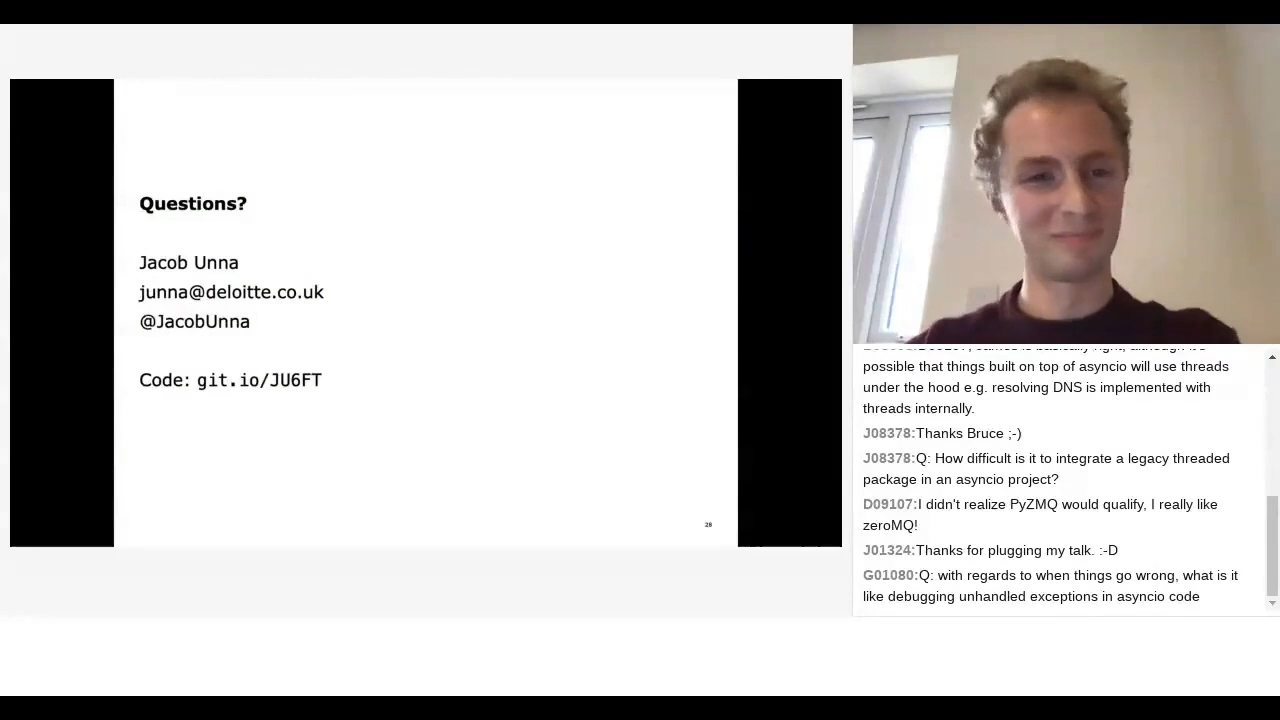 Questions?
Jacob Unna
junna@deloitte.co.uk
@JacobUnna
Code: git.io/JU6FT
28
possible that things built on top of asyncio will use threads
under the hood e.g. resolving DNS is implemented with
threads internally.
J08378:Thanks Bruce ;-)
J08378:Q: How difficult is it to integrate a legacy threaded
package in an asyncio project?
D09107:I didn't realize PyZMQ would qualify, I really like
zeroMQ!
J01324:Thanks for plugging my talk. :-D
G01080:Q: with regards to when things go wrong, what is it
like debugging unhandled exceptions in asyncio code